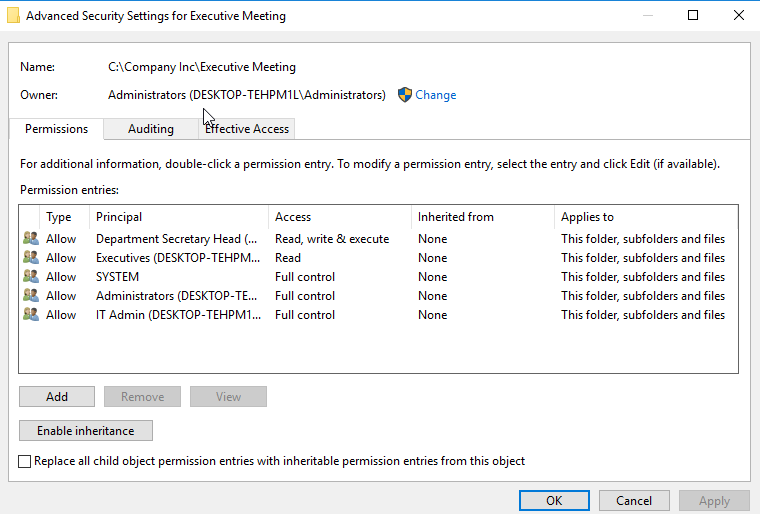 Advanced Security Settings for Executive Meeting
Name: C:\Company Inc\Executive Meeting
Owner: Administrators (DESKTOP-TEHPM1L\Administrators) Change
Permissions Auditing Effective Access
For additional information, double-click a permission entry. To modify a permission entry, select the entry and click Edit (if available).
Permission entries:
Type Principal Access Inherited from Applies to
Allow Department Secretary Head (... Read, write & execute None This folder, subfolders and files
Allow Executives (DESKTOP-TEHPM... Read None This folder, subfolders and files
Allow SYSTEM Full control None This folder, subfolders and files
Allow Administrators (DESKTOP-TE... Full control None This folder, subfolders and files
Allow IT Admin (DESKTOP-TEHPM1... Full control None This folder, subfolders and files
Add Remove View
Enable inheritance
Replace all child object permission entries with inheritable permission entries from this object
OK Cancel Apply